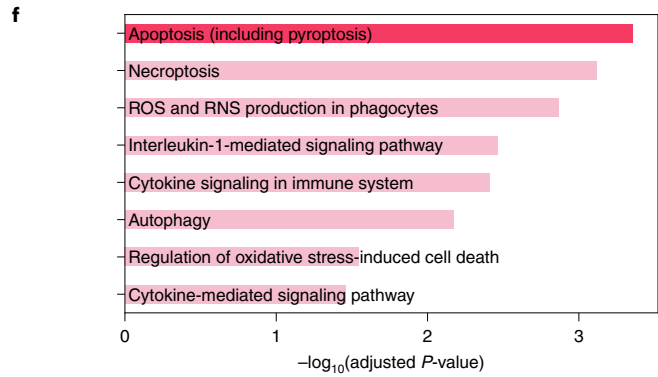 f
Apoptosis (including pyroptosis)
Necroptosis
ROS and RNS production in phagocytes
Interleukin-1-mediated signaling pathway
Cytokine signaling in immune system
Autophagy
Regulation of oxidative stress-induced cell death
Cytokine-mediated signaling pathway
0 1 2 3
–log₁₀(adjusted P-value)